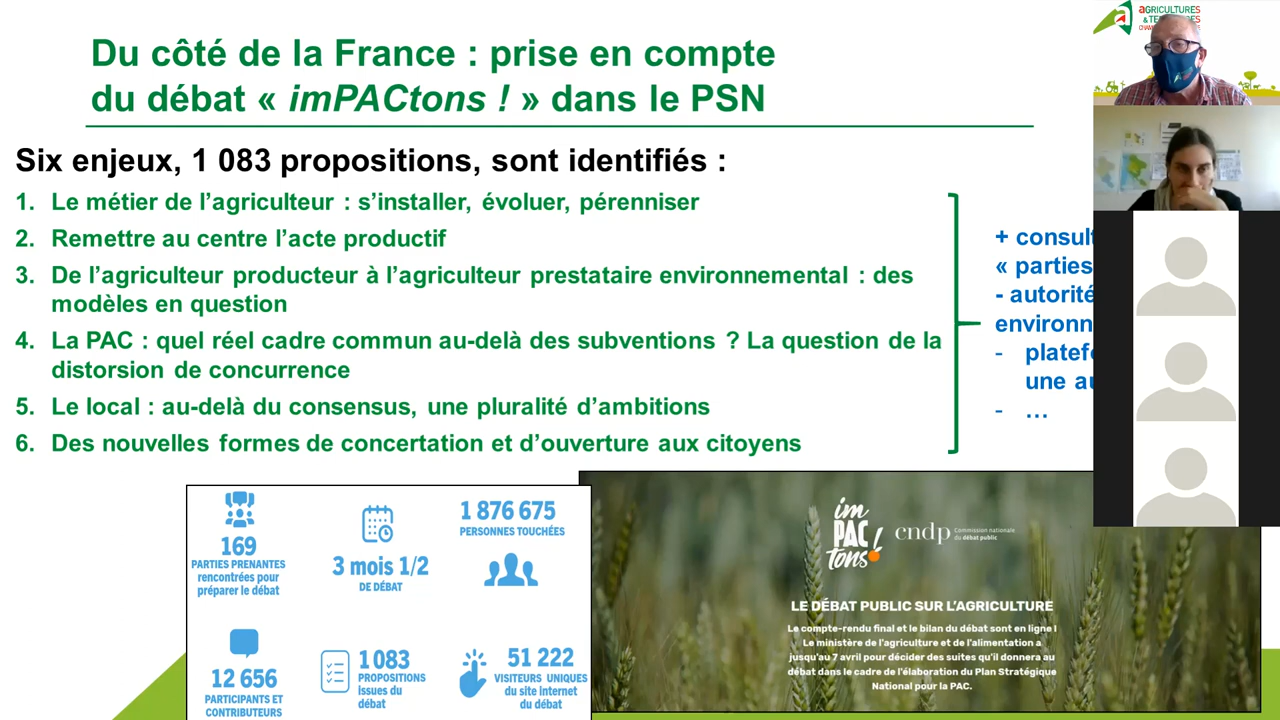 Du côté de la France : prise en compte
du débat « imPACtons ! » dans le PSN
Six enjeux, 1 083 propositions, sont identifiés :
1. Le métier de l’agriculteur : s’installer, évoluer, pérenniser
2. Remettre au centre l’acte productif
3. De l’agriculteur producteur à l’agriculteur prestataire environnemental : des
modèles en question
4. La PAC : quel réel cadre commun au-delà des subventions ? La question de la
distorsion de concurrence
5. Le local : au-delà du consensus, une pluralité d’ambitions
6. Des nouvelles formes de concertation et d’ouverture aux citoyens
+
« parties
-
-
une
- …
AGRICULTURES
169
PARTIES PRENANTES
rencontrées pour
préparer le débat
3 mois 1/2
DE DÉBAT
1 876 675
PERSONNES TOUCHÉES
12 656
PARTICIPANTS ET
CONTRIBUTEURS
1 083
PROPOSITIONS
issues du
débat
51 222
VISITEURS UNIQUES
du site internet
du débat
im
PAC
tons!
cndp Commission nationale
du débat public
LE DÉBAT PUBLIC SUR L’AGRICULTURE
Le compte-rendu final et le bilan du débat sont en ligne !
Le ministère de l'agriculture et de l'alimentation a
jusqu'au 7 avril pour décider des suites qu'il donnera au
débat dans le cadre de l'élaboration du Plan Stratégique
National pour la PAC.